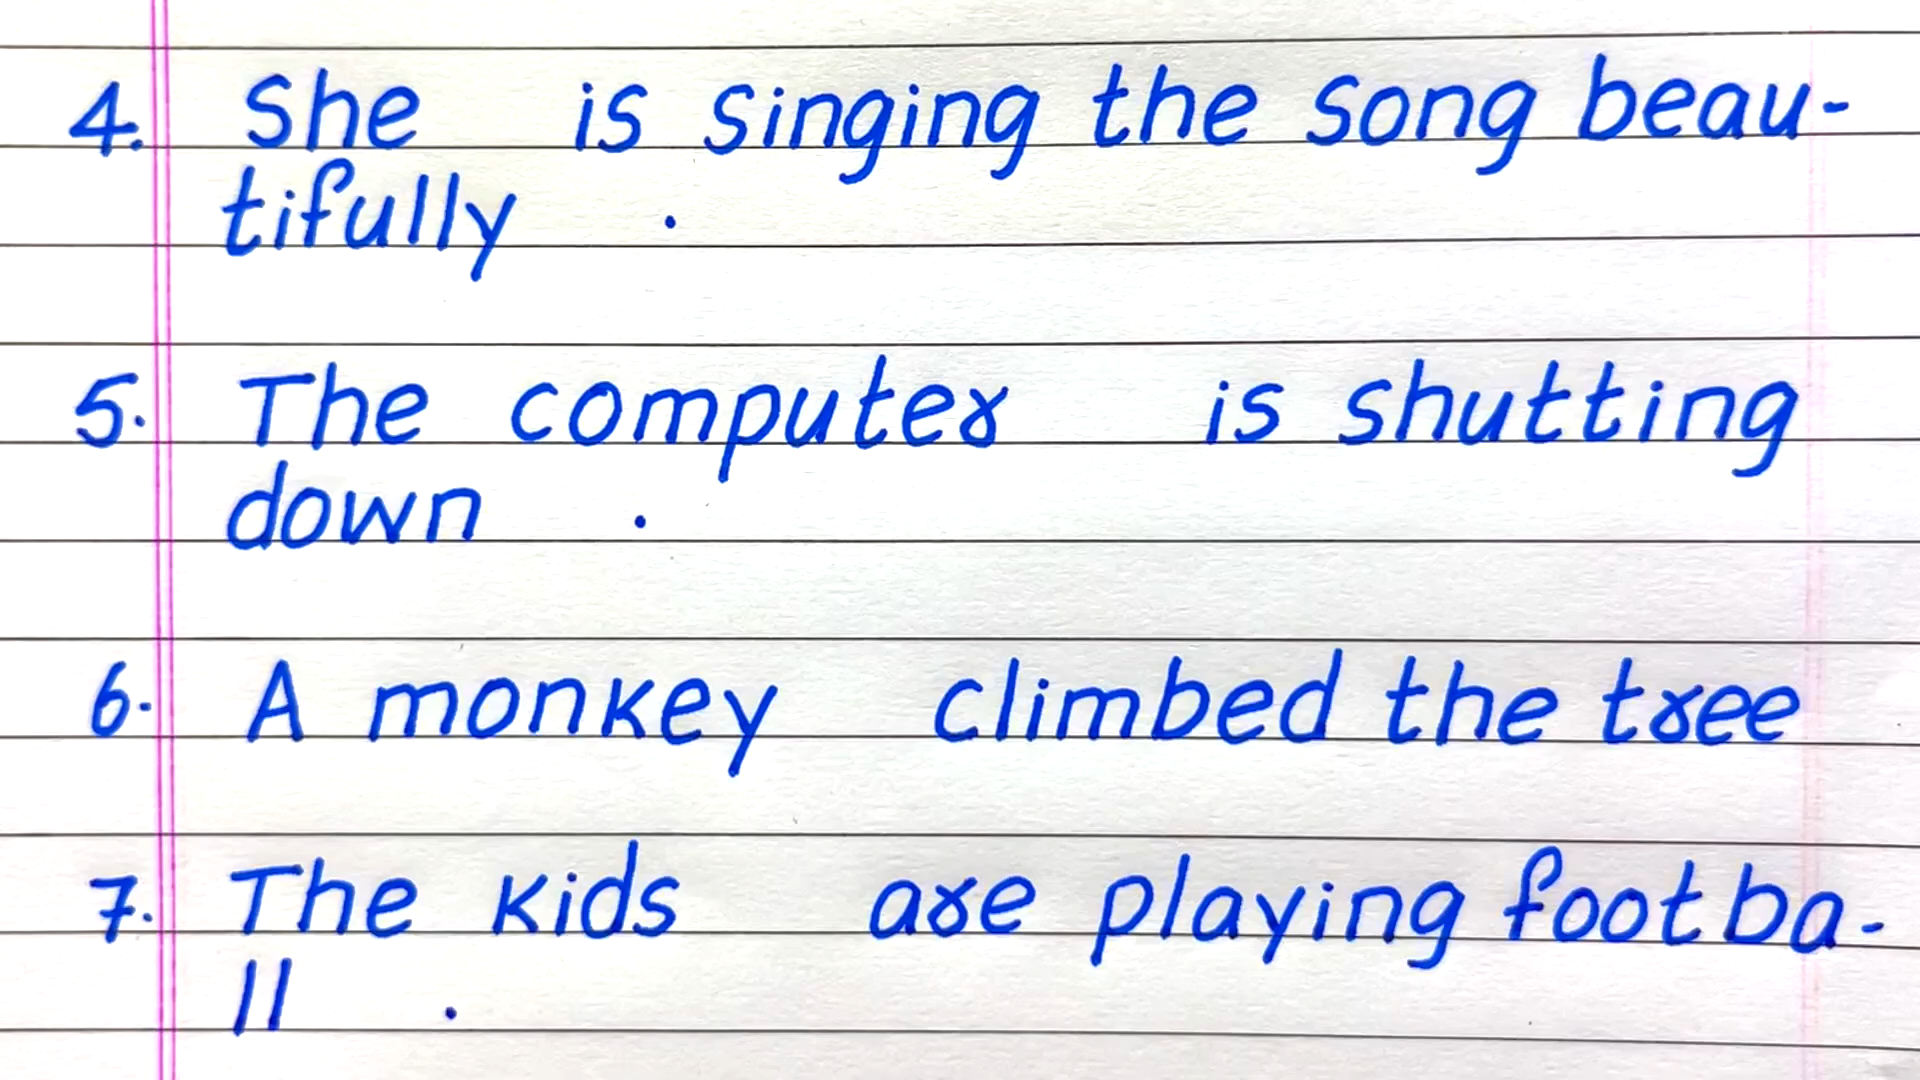 4. She is singing the song beau-
tifully .
5. The computer is shutting
down .
6. A monkey climbed the tree
7. The kids are playing footba-
ll .